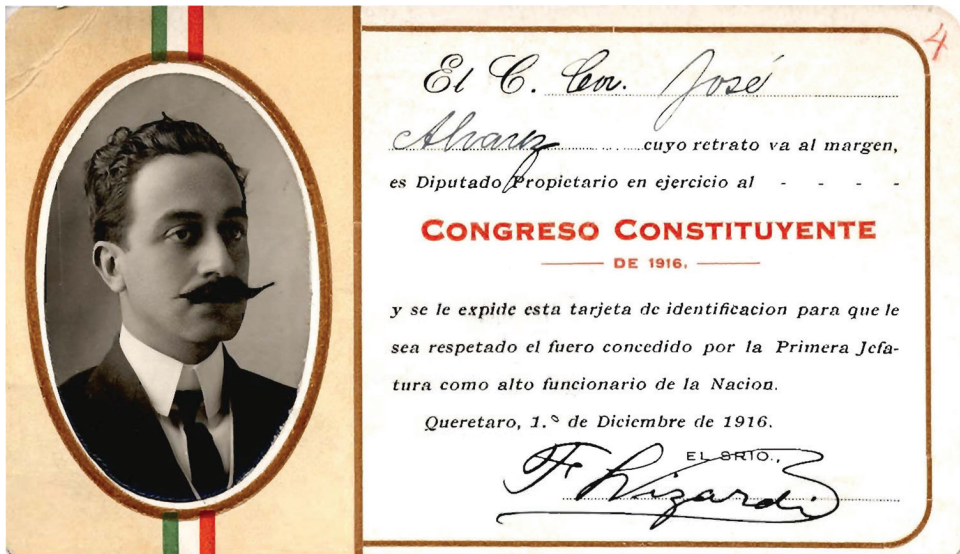 4
El C. Cor. José
Alvarez cuyo retrato va al margen,
es Diputado Propietario en ejercicio al - - - -
CONGRESO CONSTITUYENTE
DE 1916.
y se le expide esta tarjeta de identificacion para que le
sea respetado el fuero concedido por la Primera Jefa-
tura como alto funcionario de la Nacion.
Queretaro, 1.º de Diciembre de 1916.
EL SRIO.,
F. Lizardi